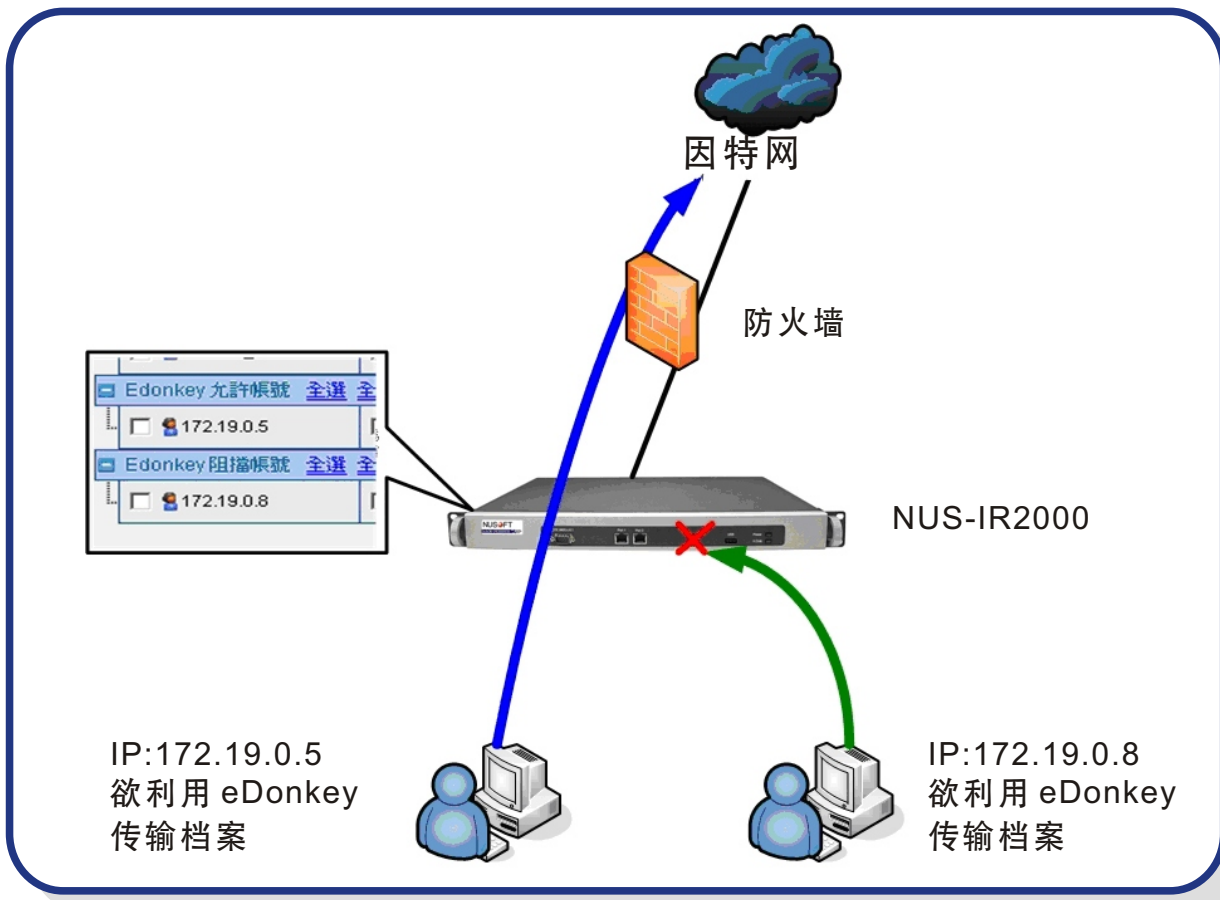 因特网
防火墙
Edonkey 允許帳號 全選 全
172.19.0.5
Edonkey 阻擋帳號 全選 全
172.19.0.8
NUSOFT
NUS-IR2000
IP:172.19.0.5
欲利用 eDonkey
传输档案
IP:172.19.0.8
欲利用 eDonkey
传输档案